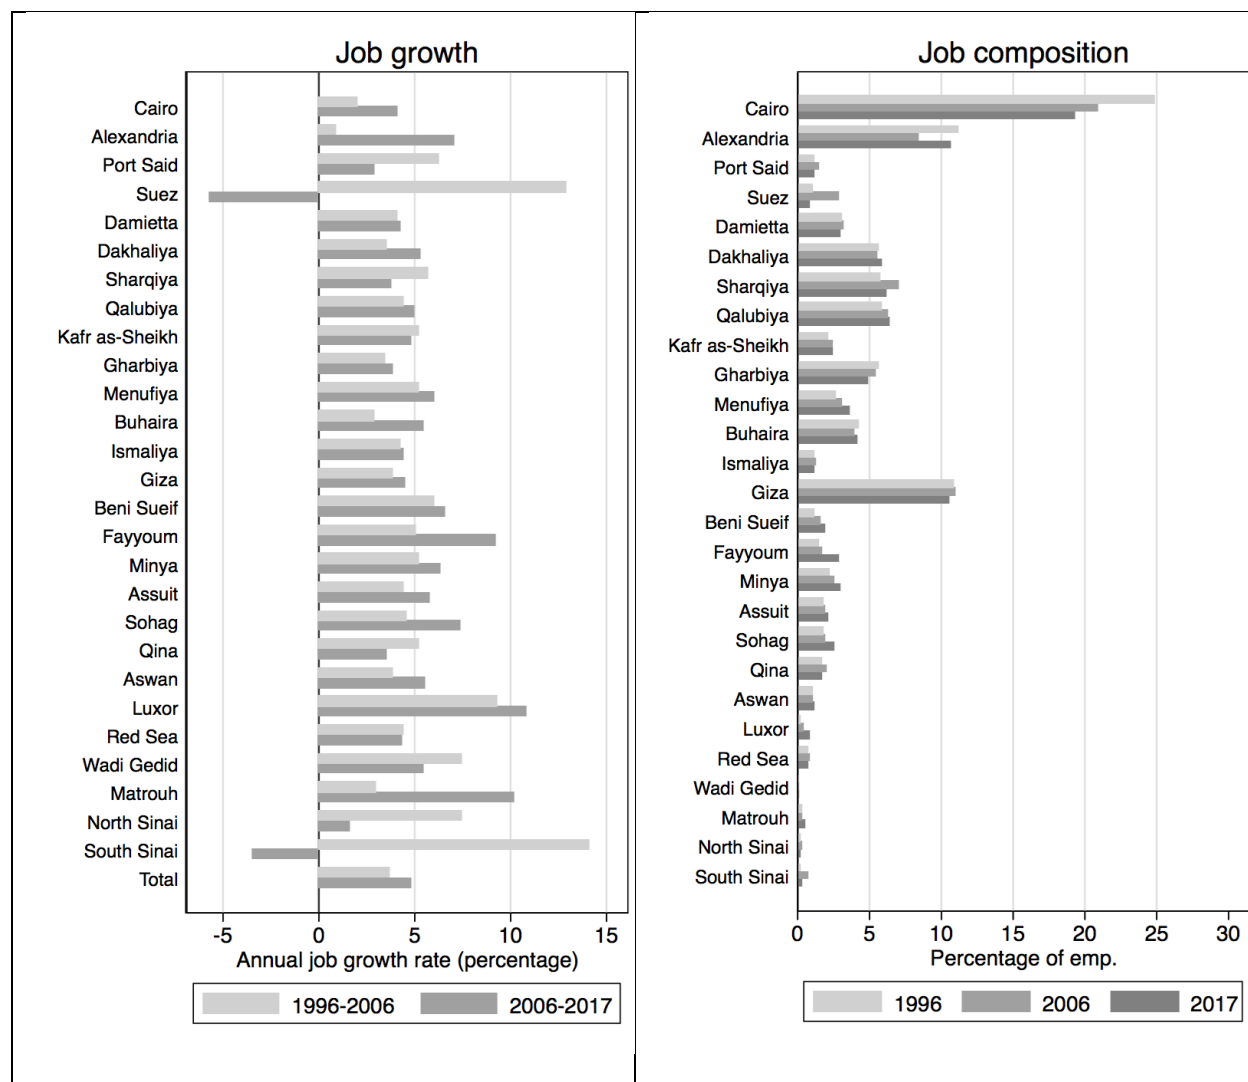 Job growth
Cairo
Alexandria
Port Said
Suez
Damietta
Dakhaliya
Sharqiya
Qalubiya
Kafr as-Sheikh
Gharbiya
Menufiya
Buhaira
Ismaliya
Giza
Beni Sueif
Fayyoum
Minya
Assuit
Sohag
Qina
Aswan
Luxor
Red Sea
Wadi Gedid
Matrouh
North Sinai
South Sinai
Total
-5 0 5 10 15
Annual job growth rate (percentage)
1996-2006 2006-2017
Job composition
Cairo
Alexandria
Port Said
Suez
Damietta
Dakhaliya
Sharqiya
Qalubiya
Kafr as-Sheikh
Gharbiya
Menufiya
Buhaira
Ismaliya
Giza
Beni Sueif
Fayyoum
Minya
Assuit
Sohag
Qina
Aswan
Luxor
Red Sea
Wadi Gedid
Matrouh
North Sinai
South Sinai
0 5 10 15 20 25 30
Percentage of emp.
1996 2006 2017